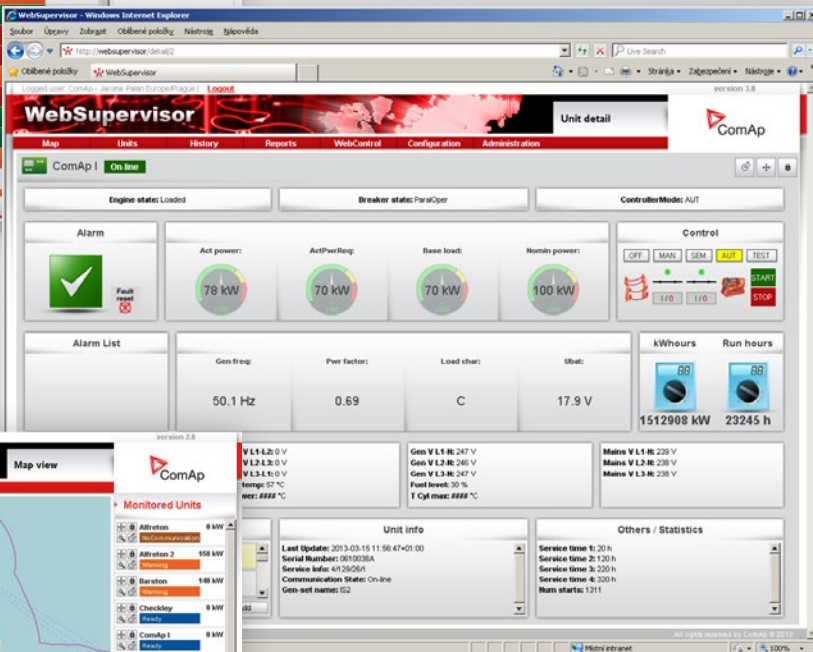 WebSupervisor - Windows Internet Explorer
Soubor Úpravy Zobrazit Oblíbené položky Nástroje Nápověda
http://websupervisor/detail/2
Live Search
Oblíbené položky WebSupervisor
Stránka Zabezpečení Nástroje
Logged user: ComAp - Jaromír Palán Europe/Prague | Logout
version 3.0
WebSupervisor
Unit detail
ComAp
Map Units History Reports WebControl Configuration Administration
ComAp I On-line
Engine state: Loaded
Breaker state: ParalOper
ControllerMode: AUT
Alarm
Fault reset
Act power:
78 kW
ActPwrReq:
70 kW
Base load:
70 kW
Nomin power:
100 kW
Control
OFF MAN SEM AUT TEST
START
I / 0 I / 0
STOP
Alarm List
Gen freq:
50.1 Hz
Pwr factor:
0.69
Load char:
C
Ubat:
17.9 V
kWhours Run hours
1512908 kW 23245 h
V L1-L2: 0 V
V L2-L3: 0 V
V L3-L1: 0 V
temp: 57 °C
wer: #### °C
Gen V L1-N: 247 V
Gen V L2-N: 246 V
Gen V L3-N: 247 V
Fuel level: 30 %
T Cyl max: #### °C
Mains V L1-N: 239 V
Mains V L2-N: 238 V
Mains V L3-N: 238 V
Unit info
Last Update: 2013-03-15 11:56:47+01:00
Serial Number: 0610038A
Service Info: 4/129/26/1
Communication State: On-line
Gen-set name: IS2
Others / Statistics
Service time 1: 20 h
Service time 2: 120 h
Service time 3: 220 h
Service time 4: 320 h
Num starts: 1311
All rights reserved by ComAp © 2013
Místní intranet
100%
version 2.0
Map view
ComAp
Monitored Units
Alfreton 0 kW
No Communication
Alfreton 2 150 kW
Warning
Barston 140 kW
Warning
Checkley 0 kW
Ready
ComAp I 0 kW
Ready